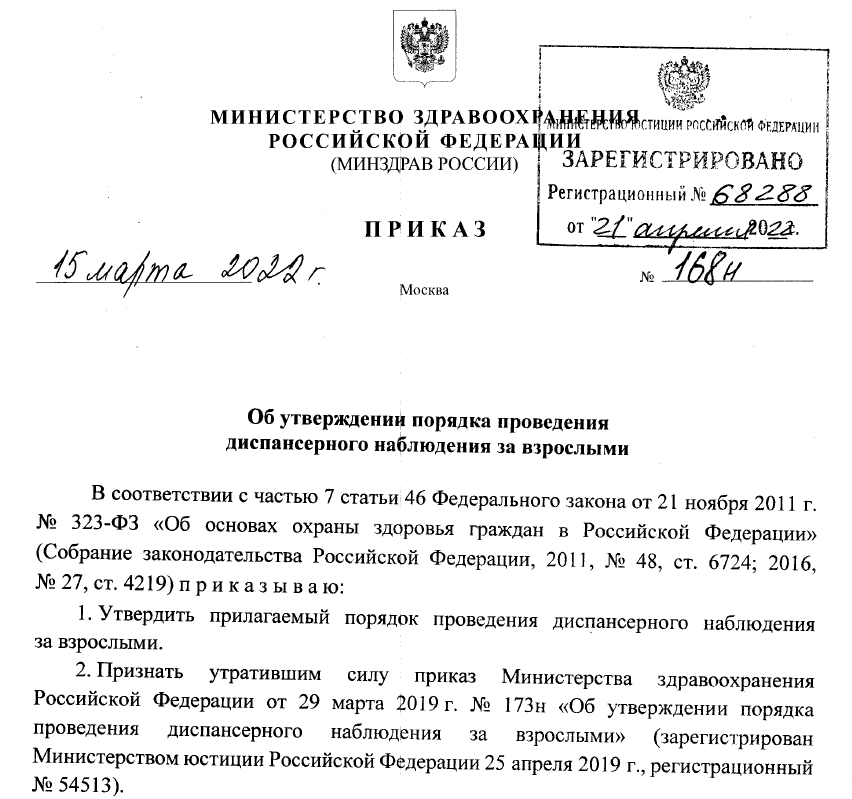 МИНИСТЕРСТВО ЗДРАВООХРАНЕНИЯ
РОССИЙСКОЙ ФЕДЕРАЦИИ
(МИНЗДРАВ РОССИИ)
МИНИСТЕРСТВО ЮСТИЦИИ РОССИЙСКОЙ ФЕДЕРАЦИИ
ЗАРЕГИСТРИРОВАНО
Регистрационный № 68288
от "21" апреля 2022.
ПРИКАЗ
15 марта 2022 г.
№ 168н
Москва
Об утверждении порядка проведения
диспансерного наблюдения за взрослыми
В соответствии с частью 7 статьи 46 Федерального закона от 21 ноября 2011 г.
№ 323-ФЗ «Об основах охраны здоровья граждан в Российской Федерации»
(Собрание законодательства Российской Федерации, 2011, № 48, ст. 6724; 2016,
№ 27, ст. 4219) п р и к а з ы в а ю:
1. Утвердить прилагаемый порядок проведения диспансерного наблюдения
за взрослыми.
2. Признать утратившим силу приказ Министерства здравоохранения
Российской Федерации от 29 марта 2019 г. № 173н «Об утверждении порядка
проведения диспансерного наблюдения за взрослыми» (зарегистрирован
Министерством юстиции Российской Федерации 25 апреля 2019 г., регистрационный
№ 54513).